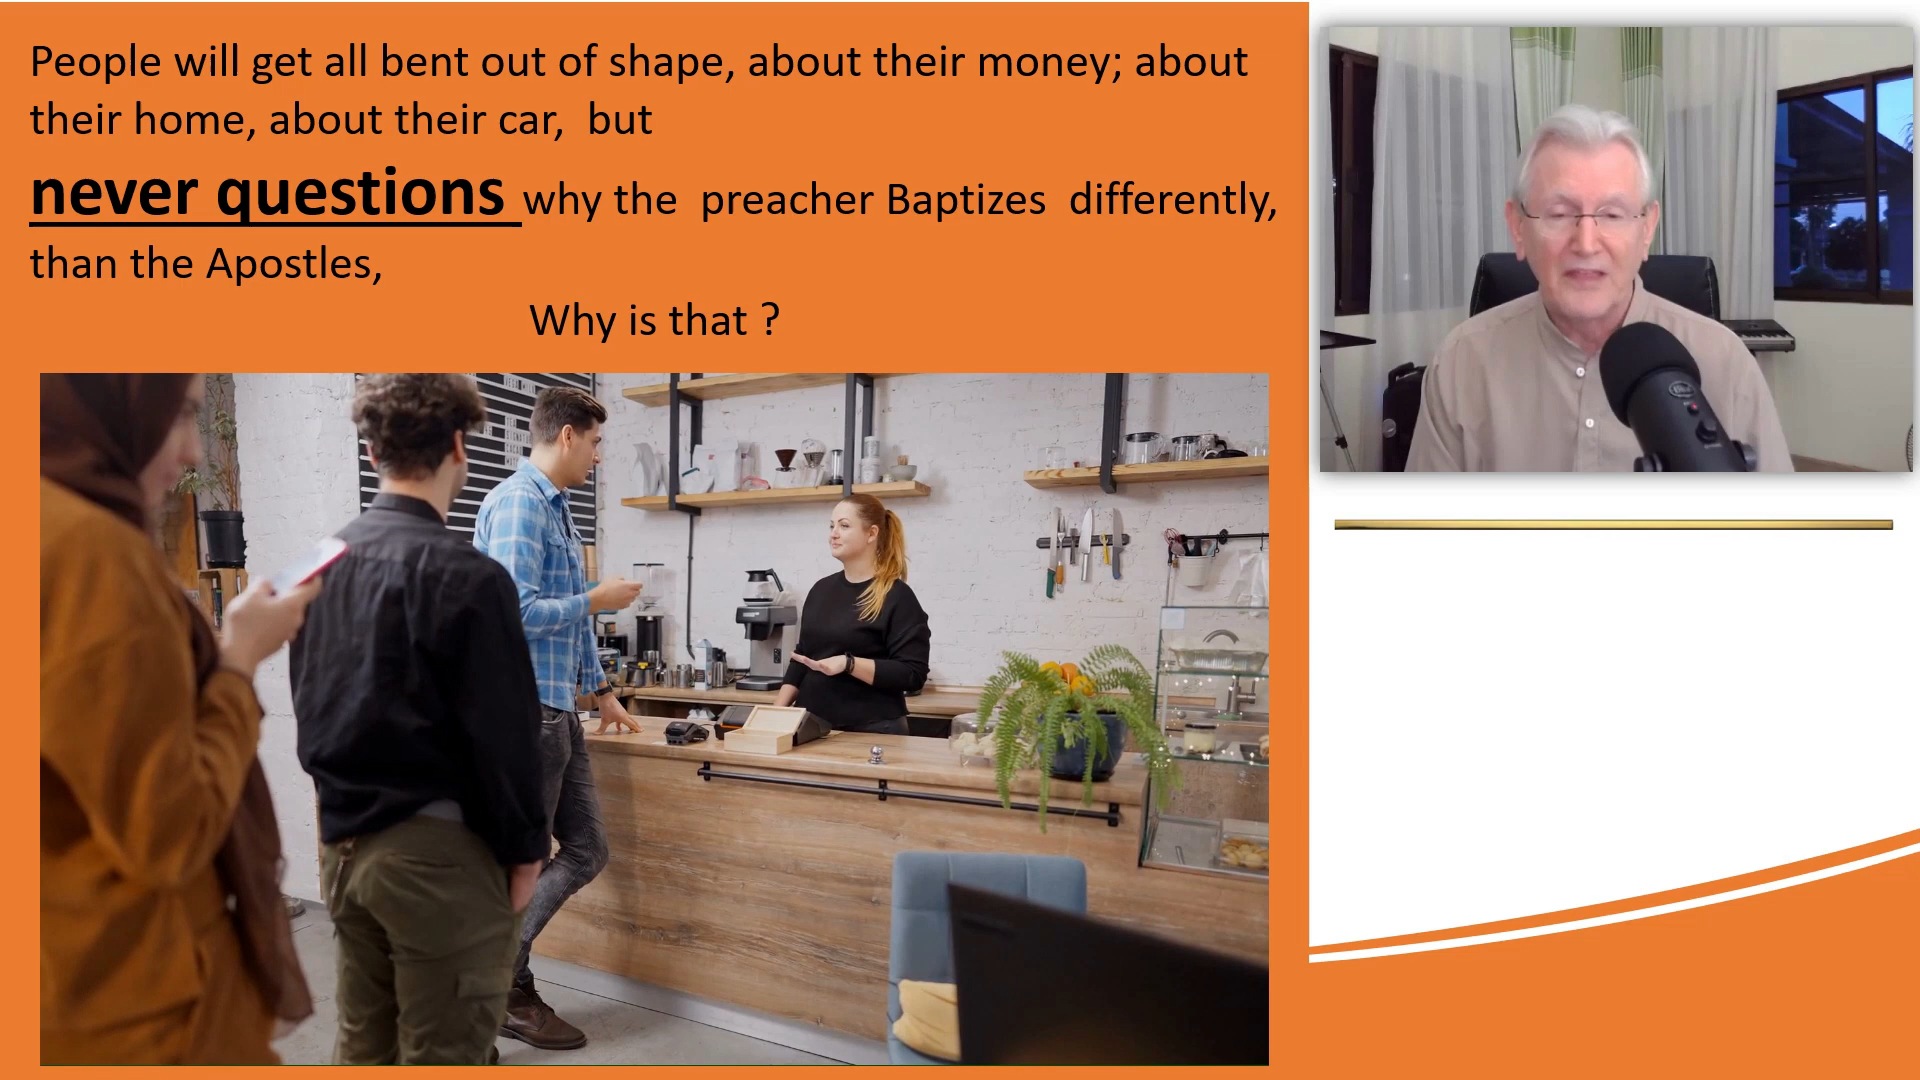 People will get all bent out of shape, about their money; about
their home, about their car, but
never questions why the preacher Baptizes differently,
than the Apostles,
Why is that ?